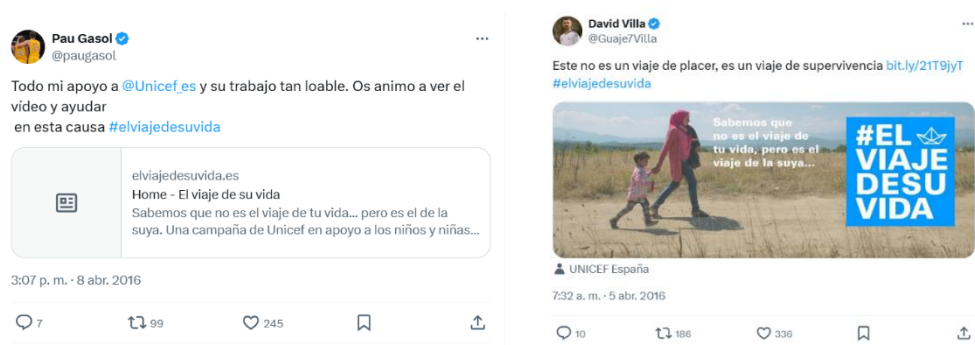 Pau Gasol
@paugasol
Todo mi apoyo a @Unicef_es y su trabajo tan loable. Os animo a ver el
vídeo y ayudar
en esta causa #elviajedesuvida
elviajedesuvida.es
Home - El viaje de su vida
Sabemos que no es el viaje de tu vida... pero es el de la
suya. Una campaña de Unicef en apoyo a los niños y niñas...
3:07 p. m. · 8 abr. 2016
7 99 245
David Villa
@Guaje7Villa
Este no es un viaje de placer, es un viaje de supervivencia bit.ly/21T9jyT
#elviajedesuvida
Sabemos que
no es el viaje de
tu vida, pero es el
viaje de la suya...
#EL
VIAJE
DESU
VIDA
UNICEF España
7:32 a. m. · 5 abr. 2016
10 186 336